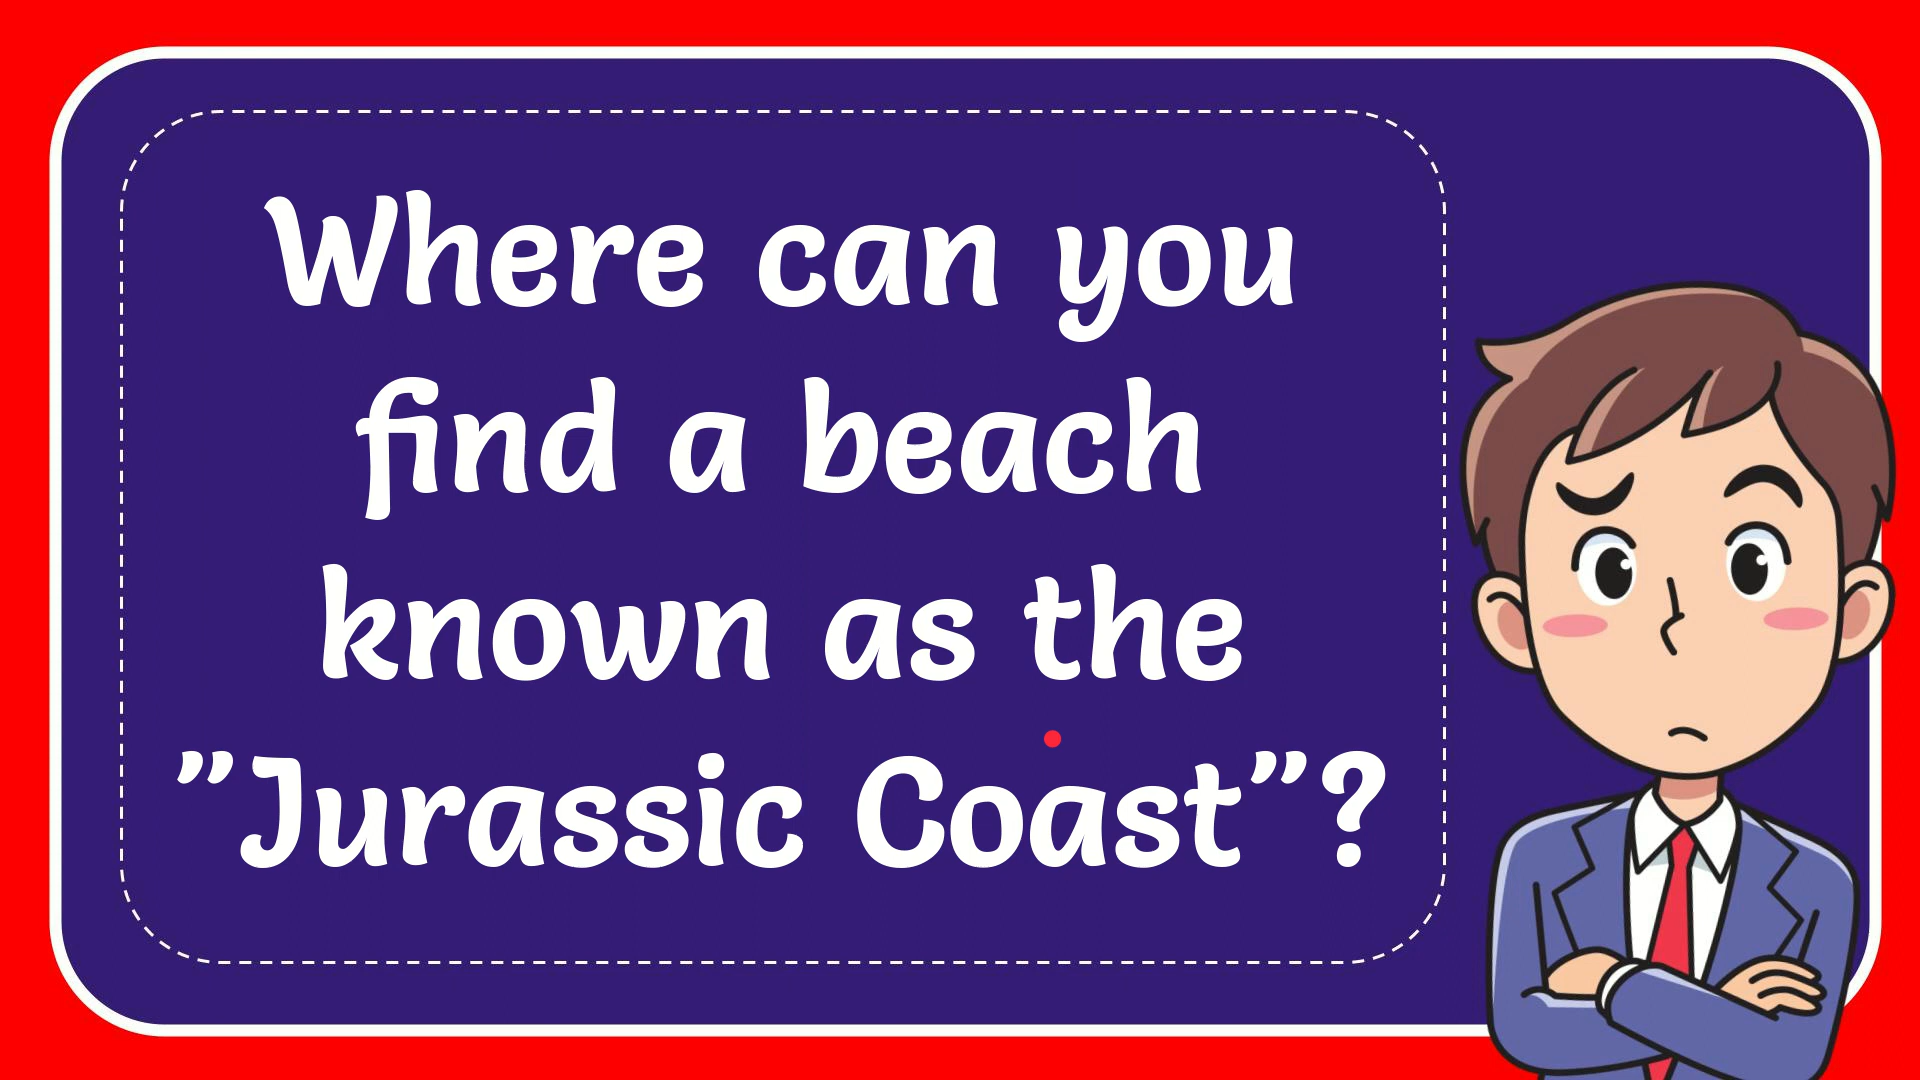 Where can you
find a beach
known as the
"Jurassic Coast"?